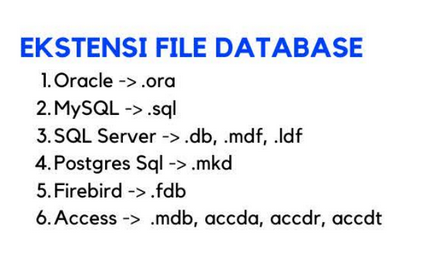 EKSTENSI FILE DATABASE
1. Oracle -> .ora
2. MySQL -> .sql
3. SQL Server -> .db, .mdf, .ldf
4. Postgres Sql -> .mkd
5. Firebird -> .fdb
6. Access -> .mdb, accda, accdr, accdt